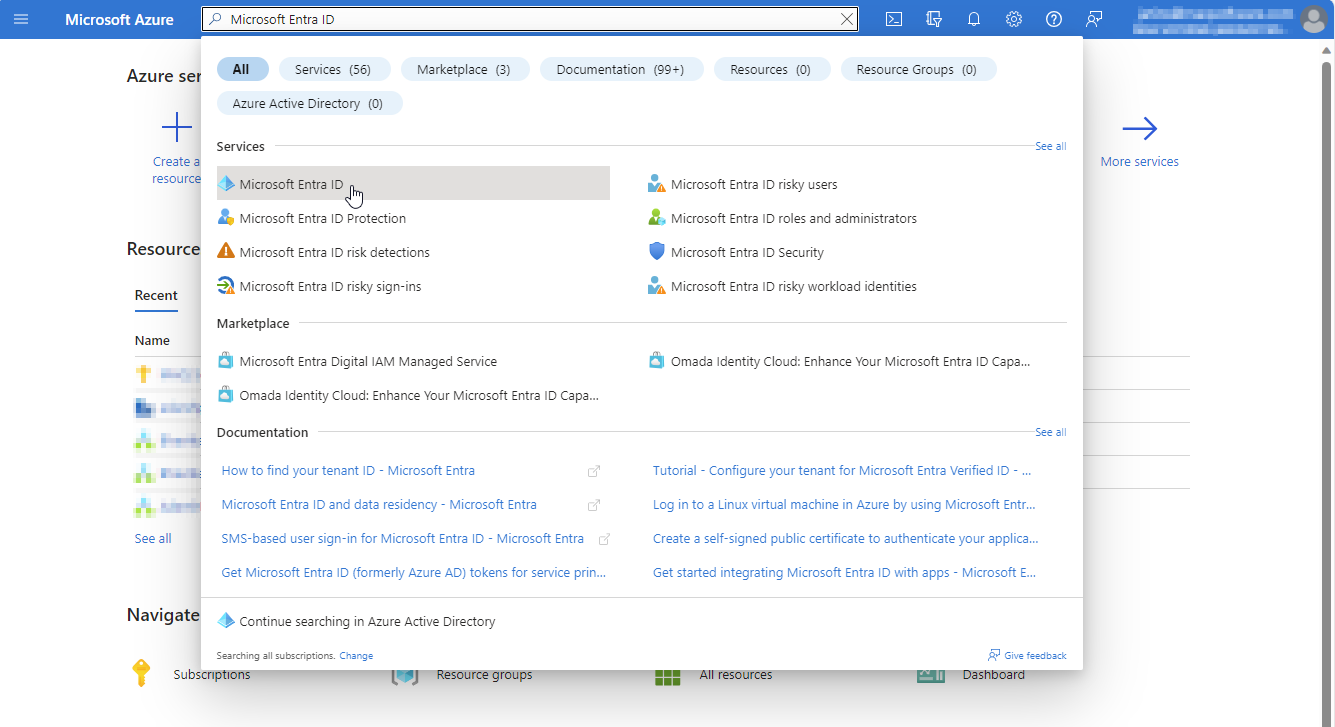 Microsoft Azure
Microsoft Entra ID
All
Services (56)
Marketplace (3)
Documentation (99+)
Resources (0)
Resource Groups (0)
Azure Active Directory (0)
Azure ser
Create a
resource
More services
Services
See all
Microsoft Entra ID
Microsoft Entra ID risky users
Microsoft Entra ID Protection
Microsoft Entra ID roles and administrators
Microsoft Entra ID risk detections
Microsoft Entra ID Security
Microsoft Entra ID risky sign-ins
Microsoft Entra ID risky workload identities
Resource
Recent
Name
See all
Marketplace
Microsoft Entra Digital IAM Managed Service
Omada Identity Cloud: Enhance Your Microsoft Entra ID Capa...
Omada Identity Cloud: Enhance Your Microsoft Entra ID Capa...
Documentation
See all
How to find your tenant ID - Microsoft Entra
Tutorial - Configure your tenant for Microsoft Entra Verified ID - ...
Microsoft Entra ID and data residency - Microsoft Entra
Log in to a Linux virtual machine in Azure by using Microsoft Entr...
SMS-based user sign-in for Microsoft Entra ID - Microsoft Entra
Create a self-signed public certificate to authenticate your applica...
Get Microsoft Entra ID (formerly Azure AD) tokens for service prin...
Get started integrating Microsoft Entra ID with apps - Microsoft E...
Continue searching in Azure Active Directory
Searching all subscriptions. Change
Give feedback
Navigate
Subscriptions
Resource groups
All resources
Dashboard